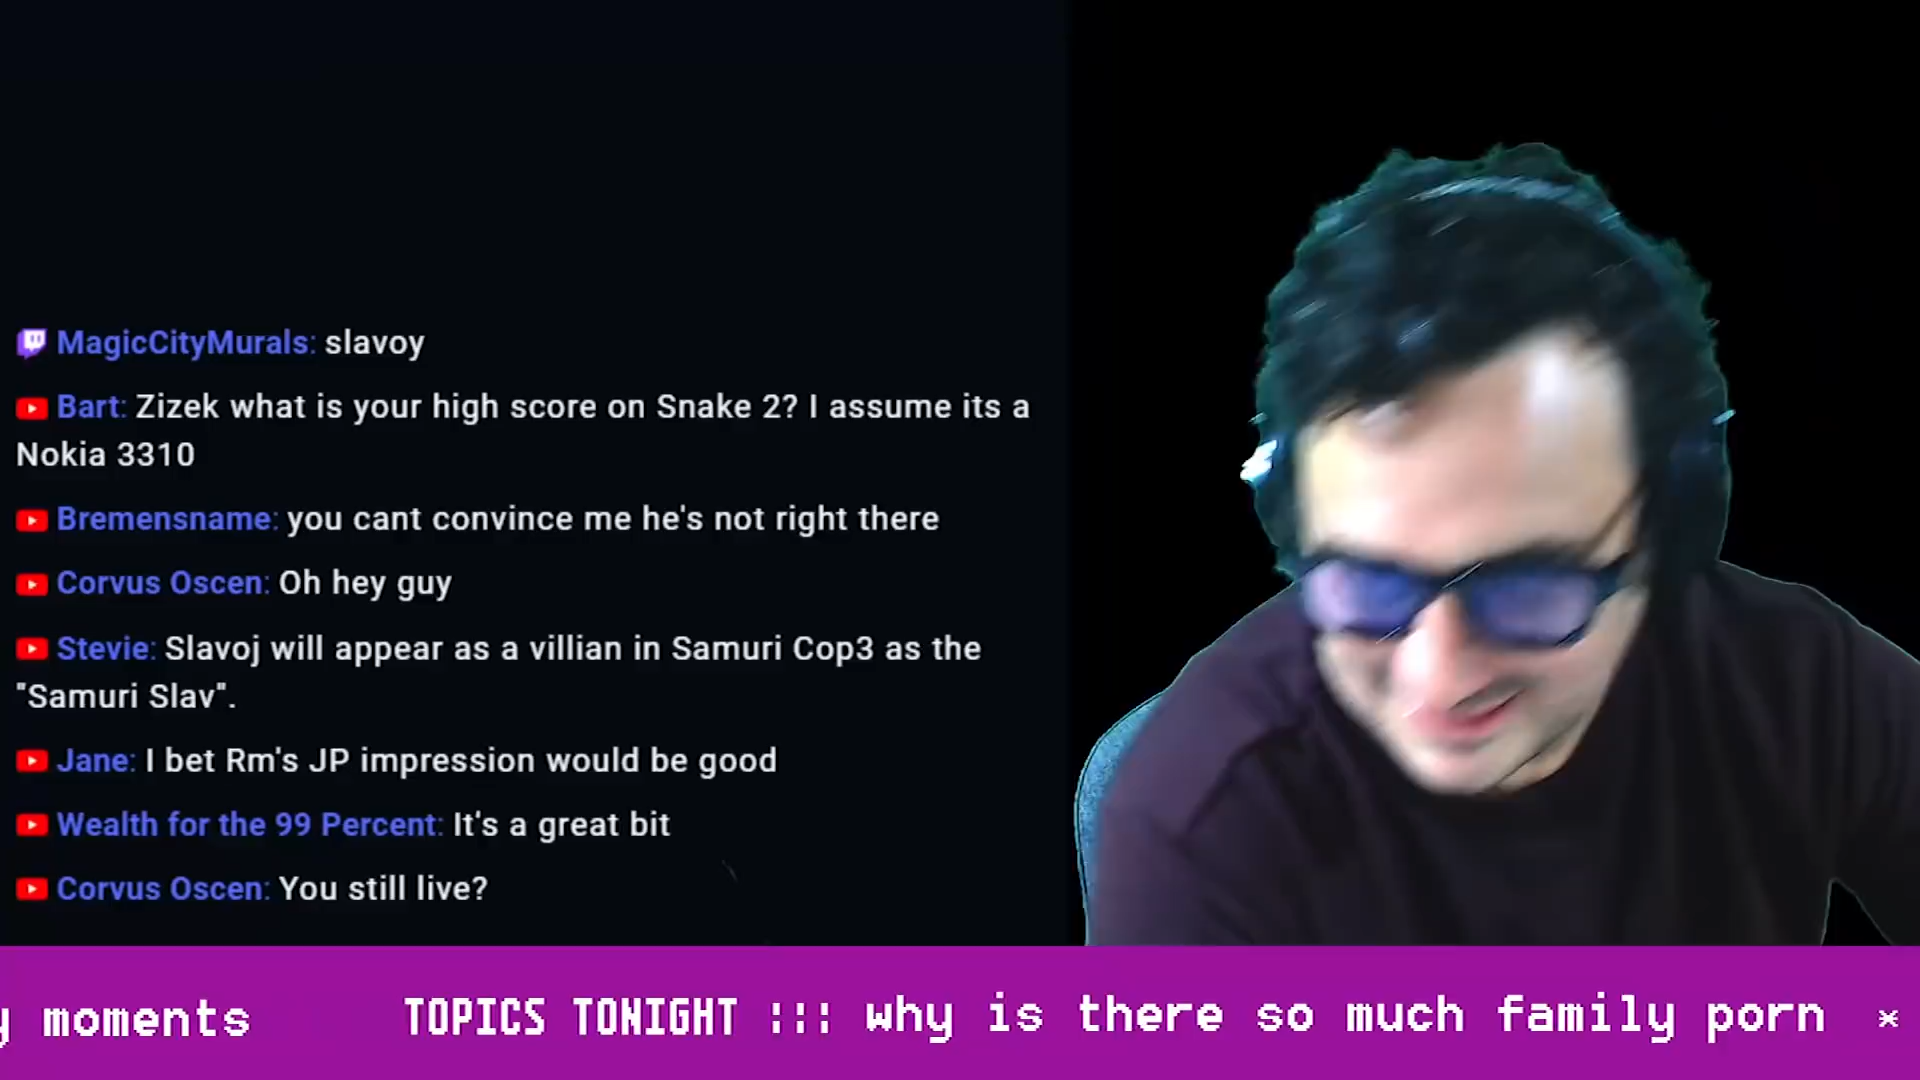 MagicCityMurals: slavoy
Bart: Zizek what is your high score on Snake 2? I assume its a
Nokia 3310
Bremensname: you cant convince me he's not right there
Corvus Oscen: Oh hey guy
Stevie: Slavoj will appear as a villian in Samuri Cop3 as the
"Samuri Slav".
Jane: I bet Rm's JP impression would be good
Wealth for the 99 Percent: It's a great bit
Corvus Oscen: You still live?
y moments TOPICS TONIGHT ::: why is there so much family porn ×